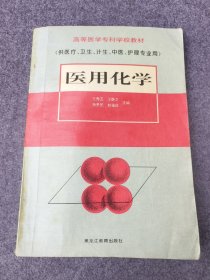 高等医学专科学校教材
（供医疗、卫生、计生、中医、护理专业用）
医用化学
主编
黑龙江教育出版社